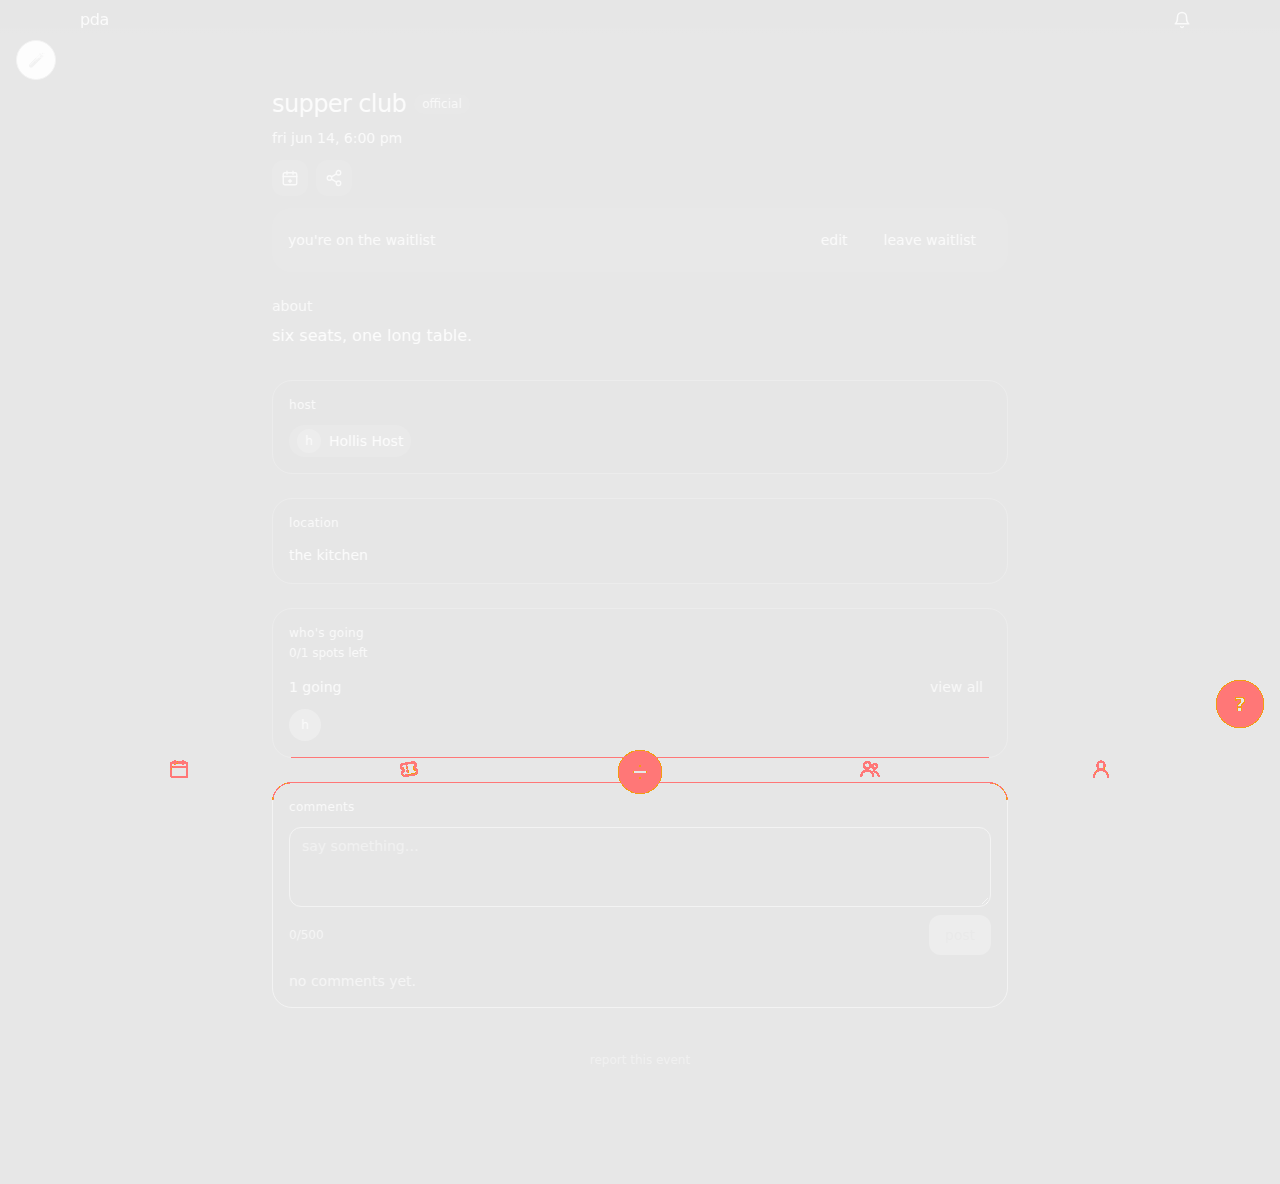 pda
supper club official
fri jun 14, 6:00 pm
you're on the waitlist edit leave waitlist
about
six seats, one long table.
host
h Hollis Host
location
the kitchen
who's going
0/1 spots left
1 going view all
h
?
comments
say something...
0/500 post
no comments yet.
report this event